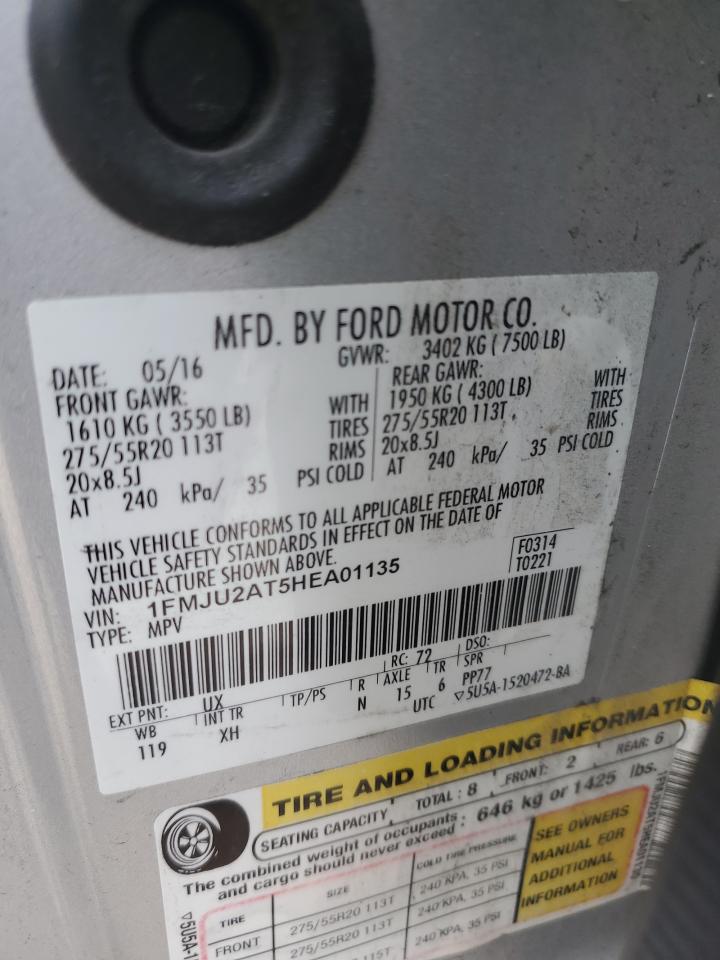 MFD. BY FORD MOTOR CO.
DATE: 05/16 GVWR: 3402 KG ( 7500 LB)
FRONT GAWR: REAR GAWR:
1610 KG ( 3550 LB) WITH 1950 KG ( 4300 LB) WITH
275/55R20 113T TIRES 275/55R20 113T TIRES
20x8.5J RIMS 20x8.5J RIMS
AT 240 kPa/ 35 PSI COLD AT 240 kPa/ 35 PSI COLD
THIS VEHICLE CONFORMS TO ALL APPLICABLE FEDERAL MOTOR
VEHICLE SAFETY STANDARDS IN EFFECT ON THE DATE OF
MANUFACTURE SHOWN ABOVE.
F0314
T0221
VIN: 1FMJU2AT5HEA01135
TYPE: MPV
EXT PNT: UX RC: 72 DSO:
WB INT TR TP/PS R AXLE TR SPR
119 XH N 15 6 PP77
UTC ▽5U5A-1520472-BA
TIRE AND LOADING INFORMATION
SEATING CAPACITY TOTAL: 8 FRONT: 2 REAR: 6
The combined weight of occupants
and cargo should never exceed : 646 kg or 1425 lbs.
TIRE SIZE COLD TIRE PRESSURE
FRONT 275/55R20 113T 240 KPA, 35 PSI
275/55R20 113T 240 KPA, 35 PSI
240 KPA, 35 PSI
SEE OWNERS
MANUAL FOR
ADDITIONAL
INFORMATION